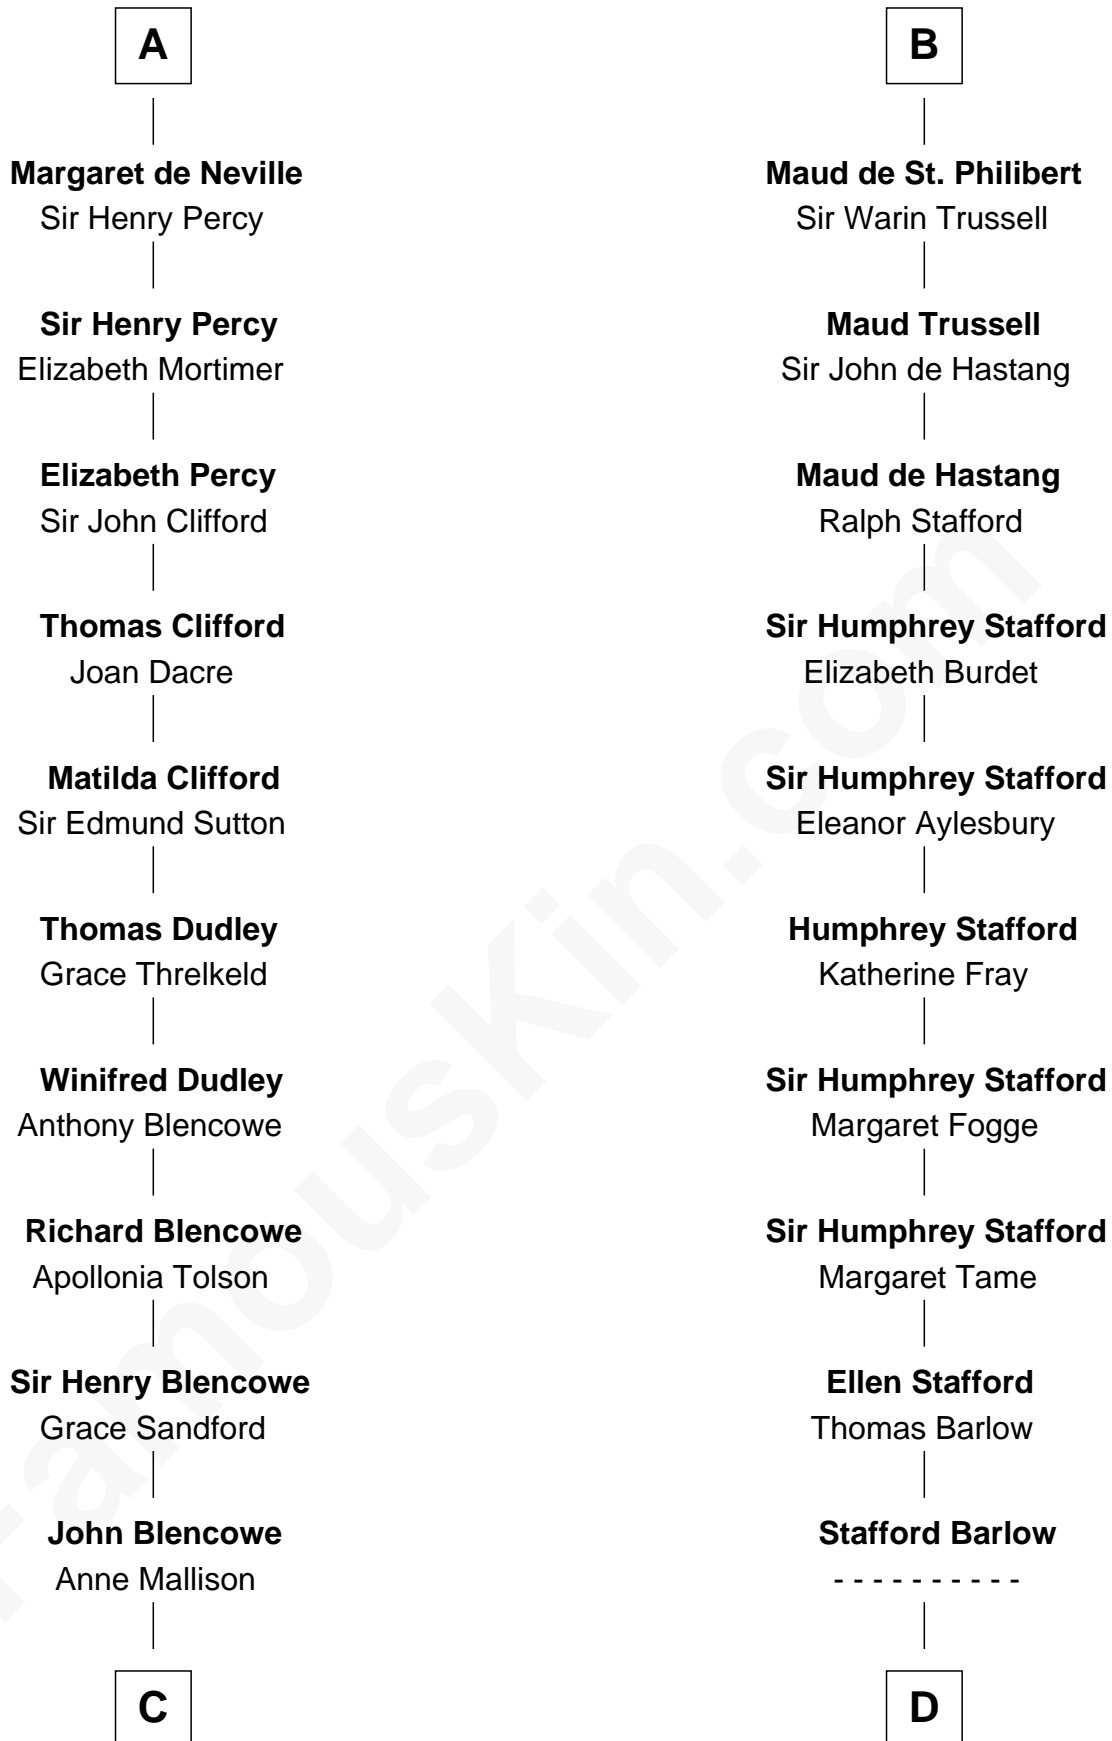 A
Margaret de Neville
Sir Henry Percy
Sir Henry Percy
Elizabeth Mortimer
Elizabeth Percy
Sir John Clifford
Thomas Clifford
Joan Dacre
Matilda Clifford
Sir Edmund Sutton
Thomas Dudley
Grace Threlkeld
Winifred Dudley
Anthony Blencowe
Richard Blencowe
Apollonia Tolson
Sir Henry Blencowe
Grace Sandford
John Blencowe
Anne Mallison
C
B
Maud de St. Philibert
Sir Warin Trussell
Maud Trussell
Sir John de Hastang
Maud de Hastang
Ralph Stafford
Sir Humphrey Stafford
Elizabeth Burdet
Sir Humphrey Stafford
Eleanor Aylesbury
Humphrey Stafford
Katherine Fray
Sir Humphrey Stafford
Margaret Fogge
Sir Humphrey Stafford
Margaret Tame
Ellen Stafford
Thomas Barlow
Stafford Barlow
- - - - - - - - - -
D
FamousKin.com